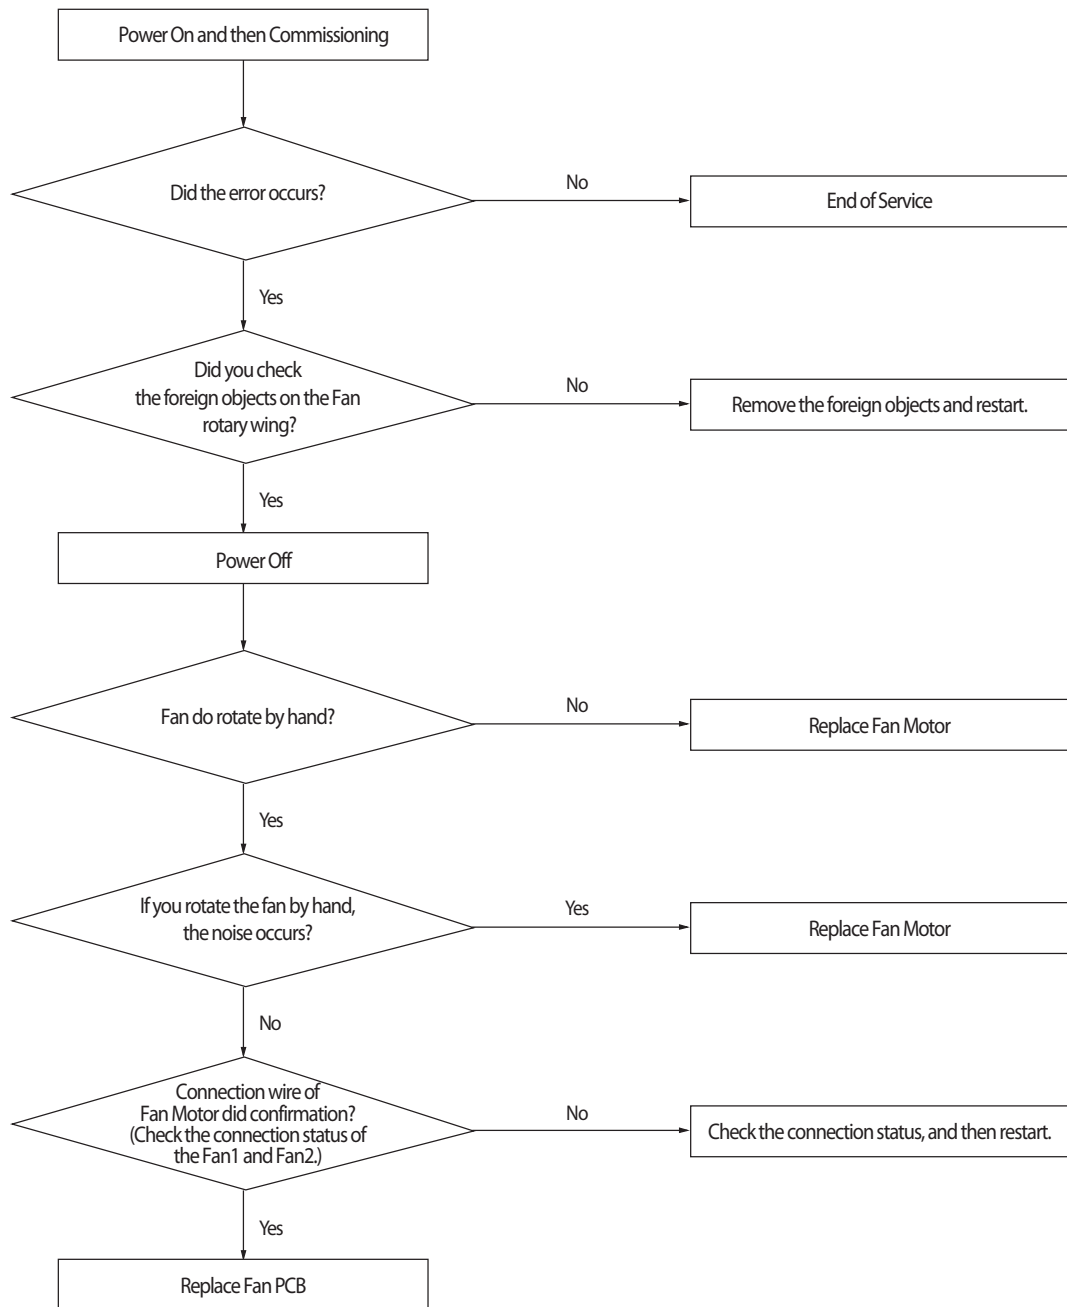 Power On and then Commissioning
Did the error occurs?
No
End of Service
Yes
Did you check
the foreign objects on the Fan
rotary wing?
No
Remove the foreign objects and restart.
Yes
Power Off
Fan do rotate by hand?
No
Replace Fan Motor
Yes
If you rotate the fan by hand,
the noise occurs?
Yes
Replace Fan Motor
No
Connection wire of
Fan Motor did confirmation?
(Check the connection status of
the Fan1 and Fan2.)
No
Check the connection status, and then restart.
Yes
Replace Fan PCB